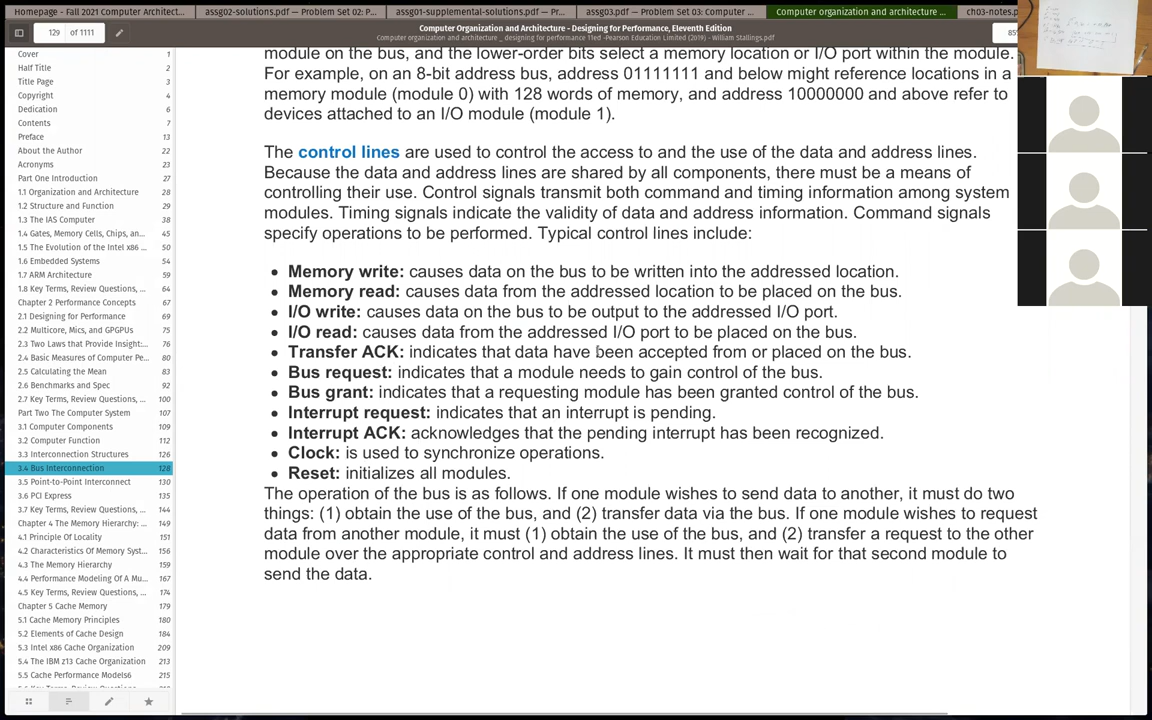 Homepage - Fall 2021 Computer Architect...
assg02-solutions.pdf — Problem Set 02: P...
assg01-supplemental-solutions.pdf — Pr...
assg03.pdf — Problem Set 03: Computer ...
Computer organization and architecture ...
ch03-notes.p
129 of 1111
Computer Organization and Architecture - Designing for Performance, Eleventh Edition
Computer organization and architecture _ designing for performance 11ed -Pearson Education Limited (2019) - William Stallings.pdf
85
Cover 1
Half Title 2
Title Page 3
Copyright 4
Dedication 6
Contents 7
Preface 13
About the Author 22
Acronyms 23
Part One Introduction 27
1.1 Organization and Architecture 28
1.2 Structure and Function 29
1.3 The IAS Computer 38
1.4 Gates, Memory Cells, Chips, an... 45
1.5 The Evolution of the Intel x86 ... 50
1.6 Embedded Systems 54
1.7 ARM Architecture 59
1.8 Key Terms, Review Questions, ... 64
Chapter 2 Performance Concepts 67
2.1 Designing for Performance 69
2.2 Multicore, Mics, and GPGPUs 75
2.3 Two Laws that Provide Insight:... 76
2.4 Basic Measures of Computer Pe... 80
2.5 Calculating the Mean 83
2.6 Benchmarks and Spec 92
2.7 Key Terms, Review Questions, ... 100
Part Two The Computer System 107
3.1 Computer Components 109
3.2 Computer Function 112
3.3 Interconnection Structures 126
3.4 Bus Interconnection 128
3.5 Point-to-Point Interconnect 130
3.6 PCI Express 135
3.7 Key Terms, Review Questions, ... 144
Chapter 4 The Memory Hierarchy: ... 149
4.1 Principle Of Locality 151
4.2 Characteristics Of Memory Syst... 156
4.3 The Memory Hierarchy 159
4.4 Performance Modeling Of A Mu... 167
4.5 Key Terms, Review Questions, ... 174
Chapter 5 Cache Memory 179
5.1 Cache Memory Principles 180
5.2 Elements of Cache Design 184
5.3 Intel x86 Cache Organization 209
5.4 The IBM z13 Cache Organization 213
5.5 Cache Performance Models6 215
module on the bus, and the lower-order bits select a memory location or I/O port within the module.
For example, on an 8-bit address bus, address 01111111 and below might reference locations in a
memory module (module 0) with 128 words of memory, and address 10000000 and above refer to
devices attached to an I/O module (module 1).
The control lines are used to control the access to and the use of the data and address lines.
Because the data and address lines are shared by all components, there must be a means of
controlling their use. Control signals transmit both command and timing information among system
modules. Timing signals indicate the validity of data and address information. Command signals
specify operations to be performed. Typical control lines include:
• Memory write: causes data on the bus to be written into the addressed location.
• Memory read: causes data from the addressed location to be placed on the bus.
• I/O write: causes data on the bus to be output to the addressed I/O port.
• I/O read: causes data from the addressed I/O port to be placed on the bus.
• Transfer ACK: indicates that data have been accepted from or placed on the bus.
• Bus request: indicates that a module needs to gain control of the bus.
• Bus grant: indicates that a requesting module has been granted control of the bus.
• Interrupt request: indicates that an interrupt is pending.
• Interrupt ACK: acknowledges that the pending interrupt has been recognized.
• Clock: is used to synchronize operations.
• Reset: initializes all modules.
The operation of the bus is as follows. If one module wishes to send data to another, it must do two
things: (1) obtain the use of the bus, and (2) transfer data via the bus. If one module wishes to request
data from another module, it must (1) obtain the use of the bus, and (2) transfer a request to the other
module over the appropriate control and address lines. It must then wait for that second module to
send the data.